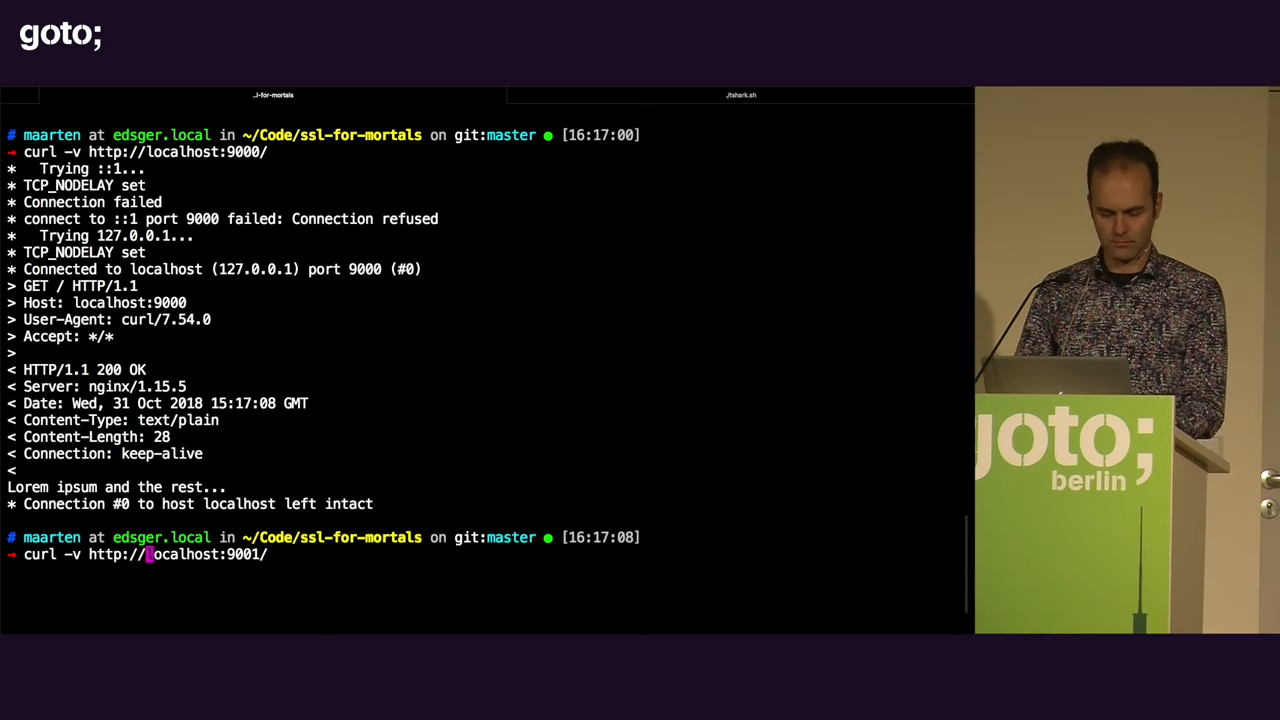 goto;
..l-for-mortals
./tshark.sh
# maarten at edsger.local in ~/Code/ssl-for-mortals on git:master ● [16:17:00]
→ curl -v http://localhost:9000/
* Trying ::1...
* TCP_NODELAY set
* Connection failed
* connect to ::1 port 9000 failed: Connection refused
* Trying 127.0.0.1...
* TCP_NODELAY set
* Connected to localhost (127.0.0.1) port 9000 (#0)
> GET / HTTP/1.1
> Host: localhost:9000
> User-Agent: curl/7.54.0
> Accept: */*
>
< HTTP/1.1 200 OK
< Server: nginx/1.15.5
< Date: Wed, 31 Oct 2018 15:17:08 GMT
< Content-Type: text/plain
< Content-Length: 28
< Connection: keep-alive
<
Lorem ipsum and the rest...
* Connection #0 to host localhost left intact
# maarten at edsger.local in ~/Code/ssl-for-mortals on git:master ● [16:17:08]
→ curl -v http://localhost:9001/
goto;
berlin